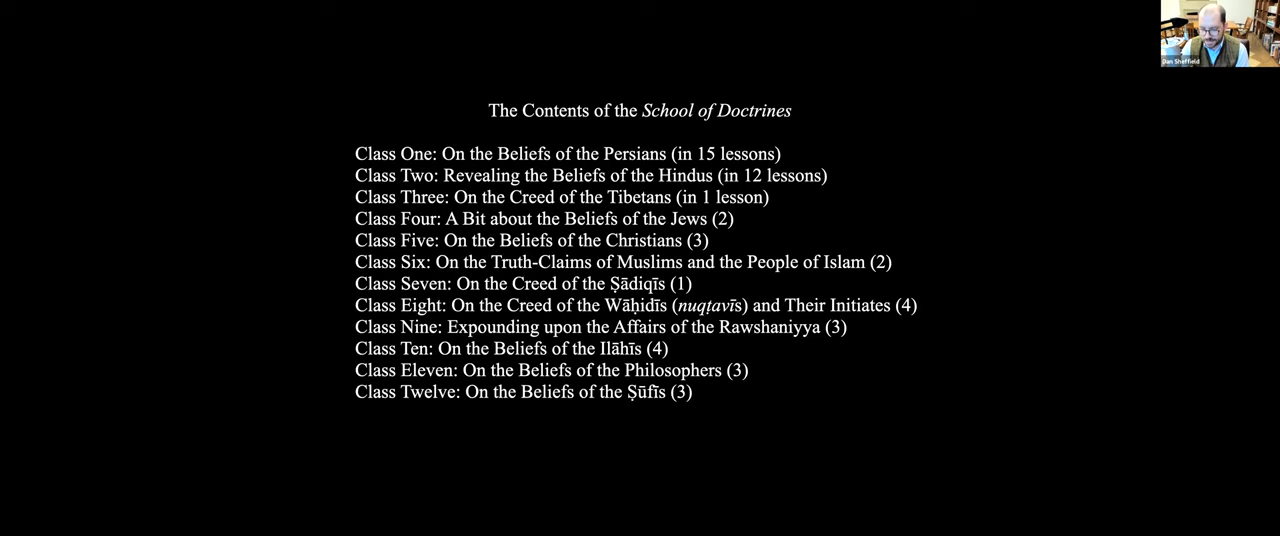 The Contents of the School of Doctrines
Class One: On the Beliefs of the Persians (in 15 lessons)
Class Two: Revealing the Beliefs of the Hindus (in 12 lessons)
Class Three: On the Creed of the Tibetans (in 1 lesson)
Class Four: A Bit about the Beliefs of the Jews (2)
Class Five: On the Beliefs of the Christians (3)
Class Six: On the Truth-Claims of Muslims and the People of Islam (2)
Class Seven: On the Creed of the Ṣādiqīs (1)
Class Eight: On the Creed of the Wāḥidīs (nuqṭavīs) and Their Initiates (4)
Class Nine: Expounding upon the Affairs of the Rawshaniyya (3)
Class Ten: On the Beliefs of the Ilāhīs (4)
Class Eleven: On the Beliefs of the Philosophers (3)
Class Twelve: On the Beliefs of the Ṣūfīs (3)
Dan Sheffield